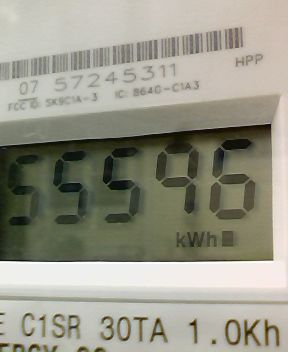 07 57245311
HPP
FCC ID: SK9C1A-3 IC: 864G-C1A3
55596
kWh
E C1SR 30TA 1.0Kh